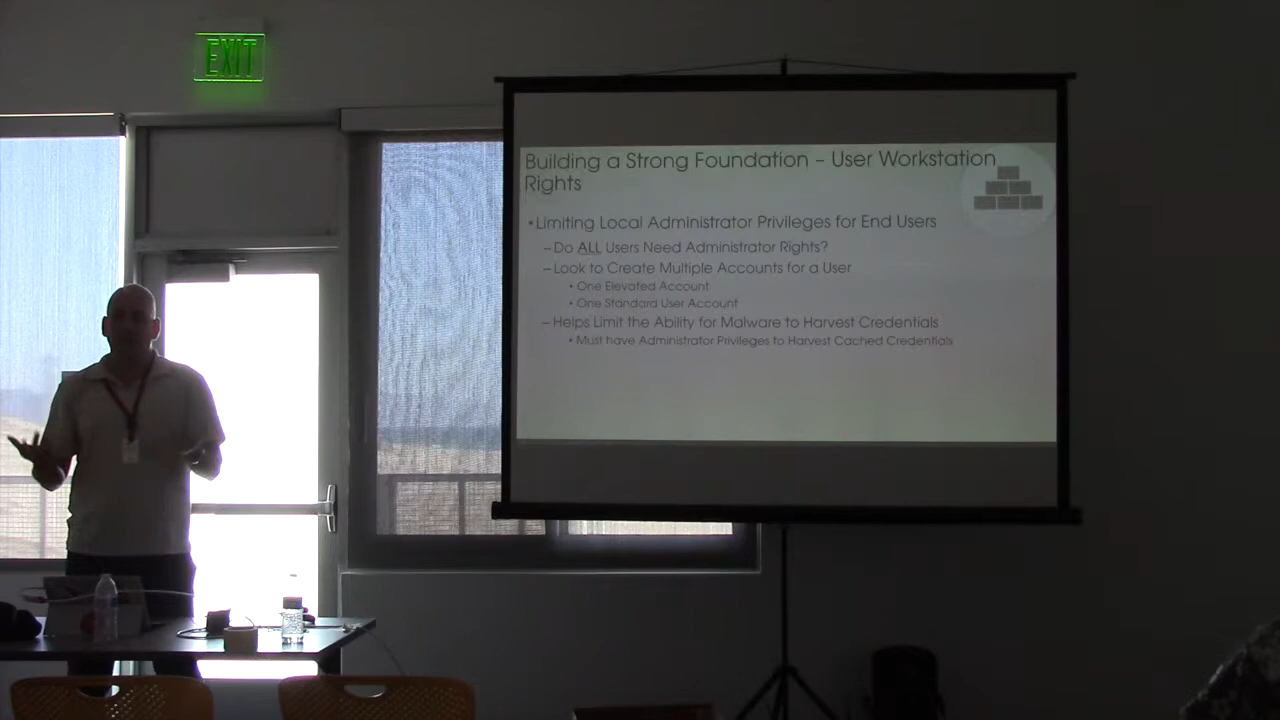 EXIT
Building a Strong Foundation – User Workstation
Rights
• Limiting Local Administrator Privileges for End Users
– Do ALL Users Need Administrator Rights?
– Look to Create Multiple Accounts for a User
• One Elevated Account
• One Standard User Account
– Helps Limit the Ability for Malware to Harvest Credentials
• Must have Administrator Privileges to Harvest Cached Credentials